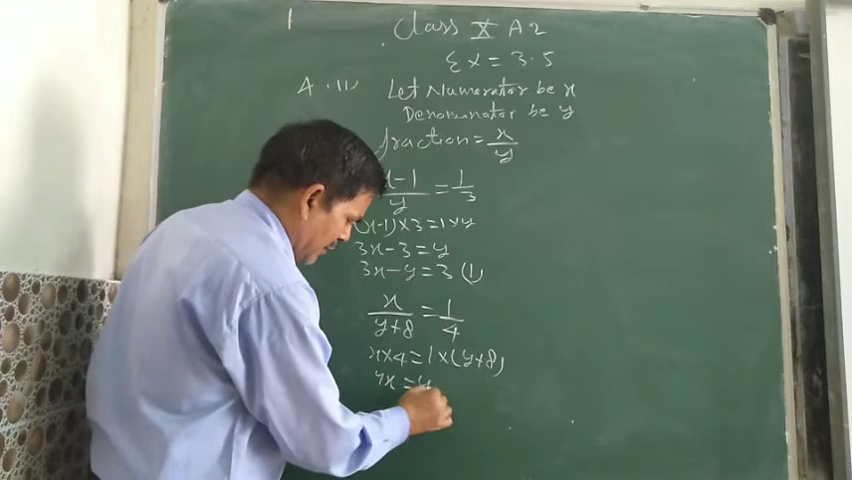 Class X A2
Ex = 3.5
A. (1) Let Numerator be x
Denominator be y
fraction = x/y
x-1/y = 1/3
(x-1)×3 = 1×y
3x-3 = y
3x-y = 3 (1)
x/y+8 = 1/4
x×4 = 1×(y+8)
4x = y